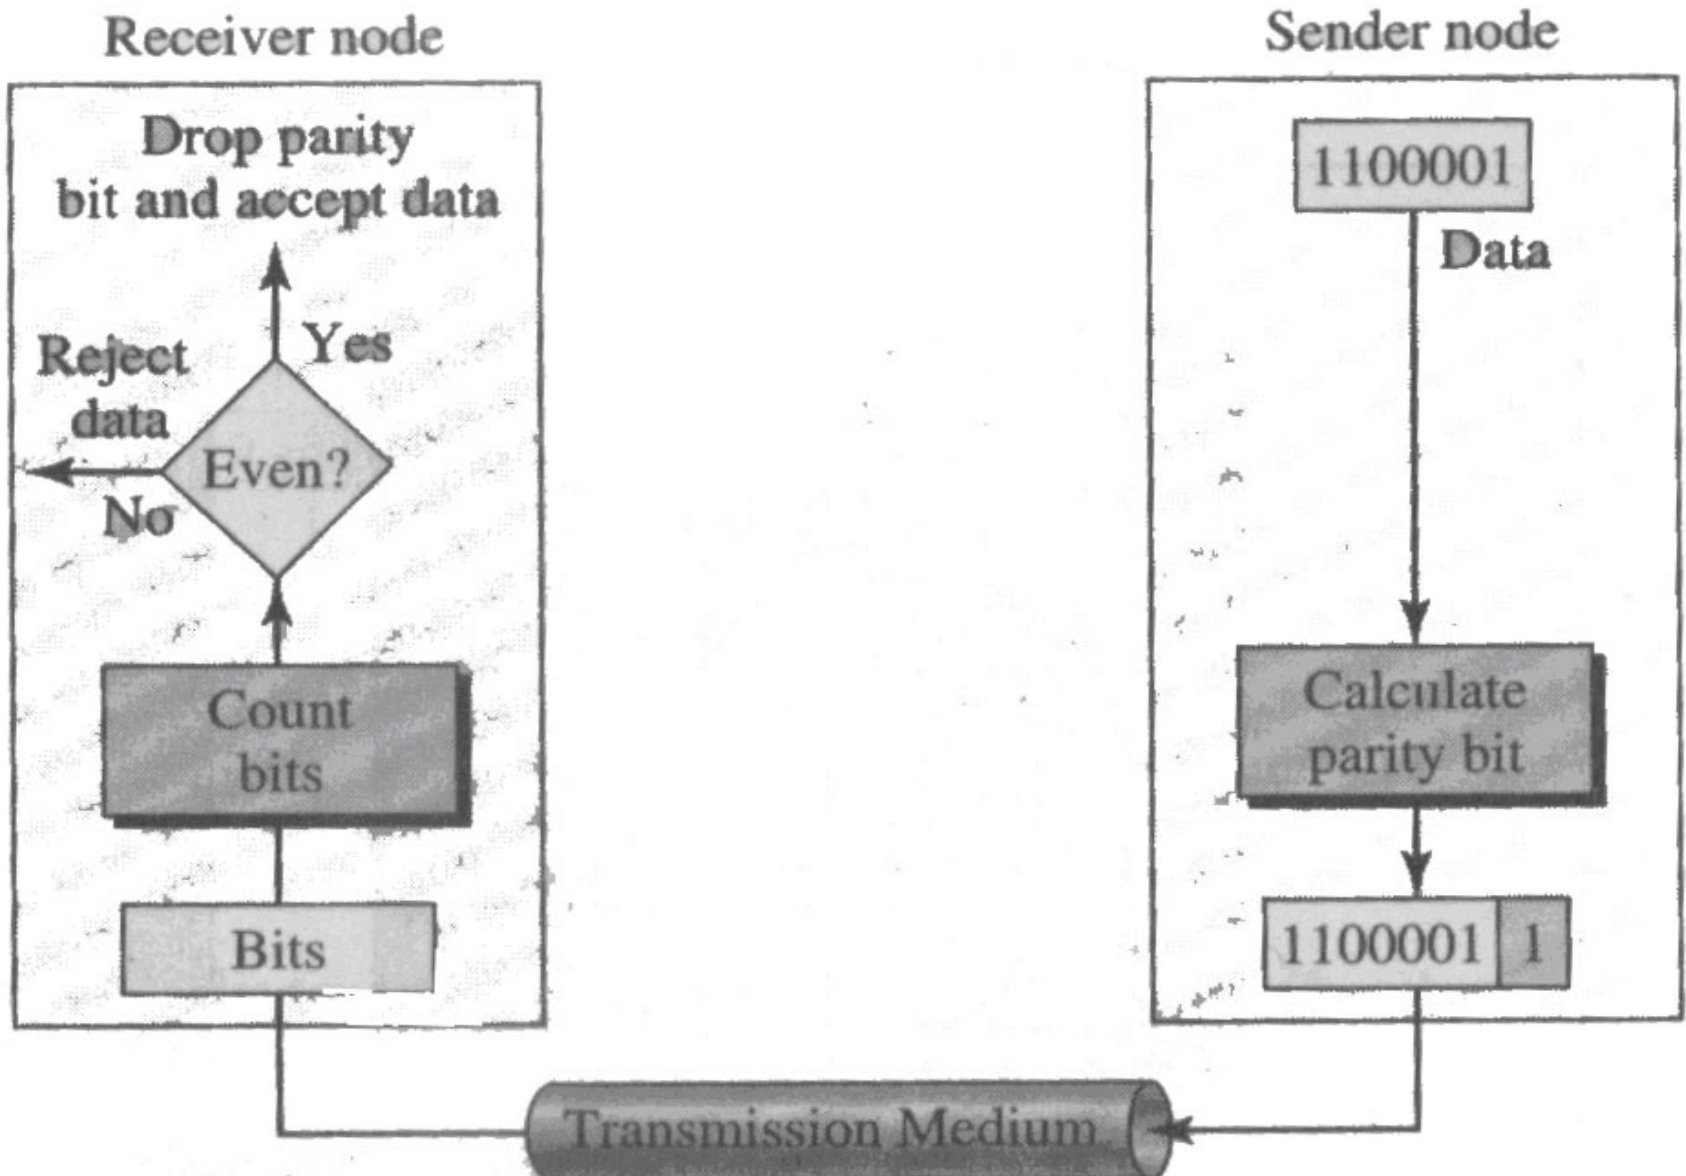 Receiver node
Drop parity
bit and accept data
Yes
Reject
data
Even?
No
Count
bits
Bits
Sender node
1100001
Data
Calculate
parity bit
1100001 1
Transmission Medium